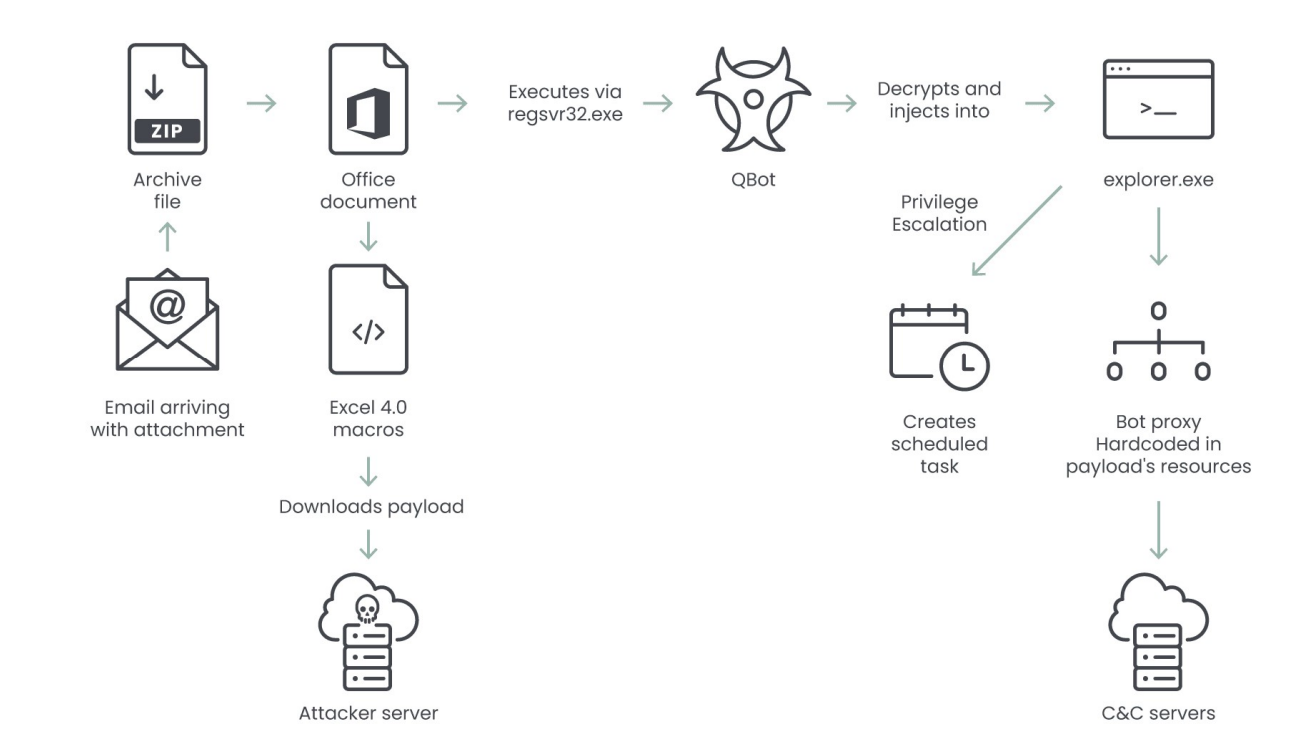 ZIP
Archive
file
Office
document
Executes via
regsvr32.exe
QBot
Decrypts and
injects into
>_
explorer.exe
Privilege
Escalation
@
Email arriving
with attachment
</>
Excel 4.0
macros
Downloads payload
Attacker server
Creates
scheduled
task
O
O O O
Bot proxy
Hardcoded in
payload's resources
C&C servers